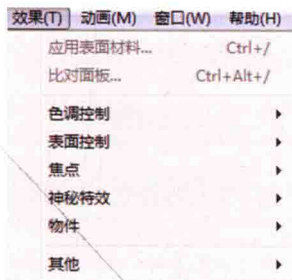 效果(T) 动画(M) 窗口(W) 帮助(H)
应用表面材料... Ctrl+/
比对面板... Ctrl+Alt+/
色调控制
表面控制
焦点
神秘特效
物件
其他